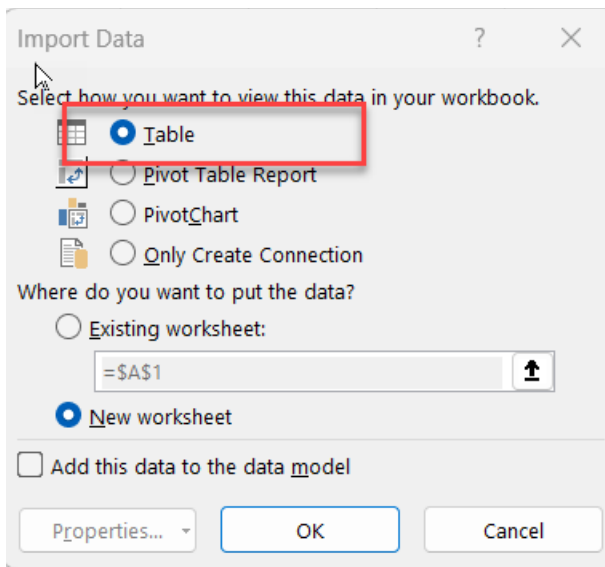 Import Data ?
Select how you want to view this data in your workbook.
Table
Pivot Table Report
PivotChart
Only Create Connection
Where do you want to put the data?
Existing worksheet:
=$A$1
New worksheet
Add this data to the data model
Properties... OK Cancel